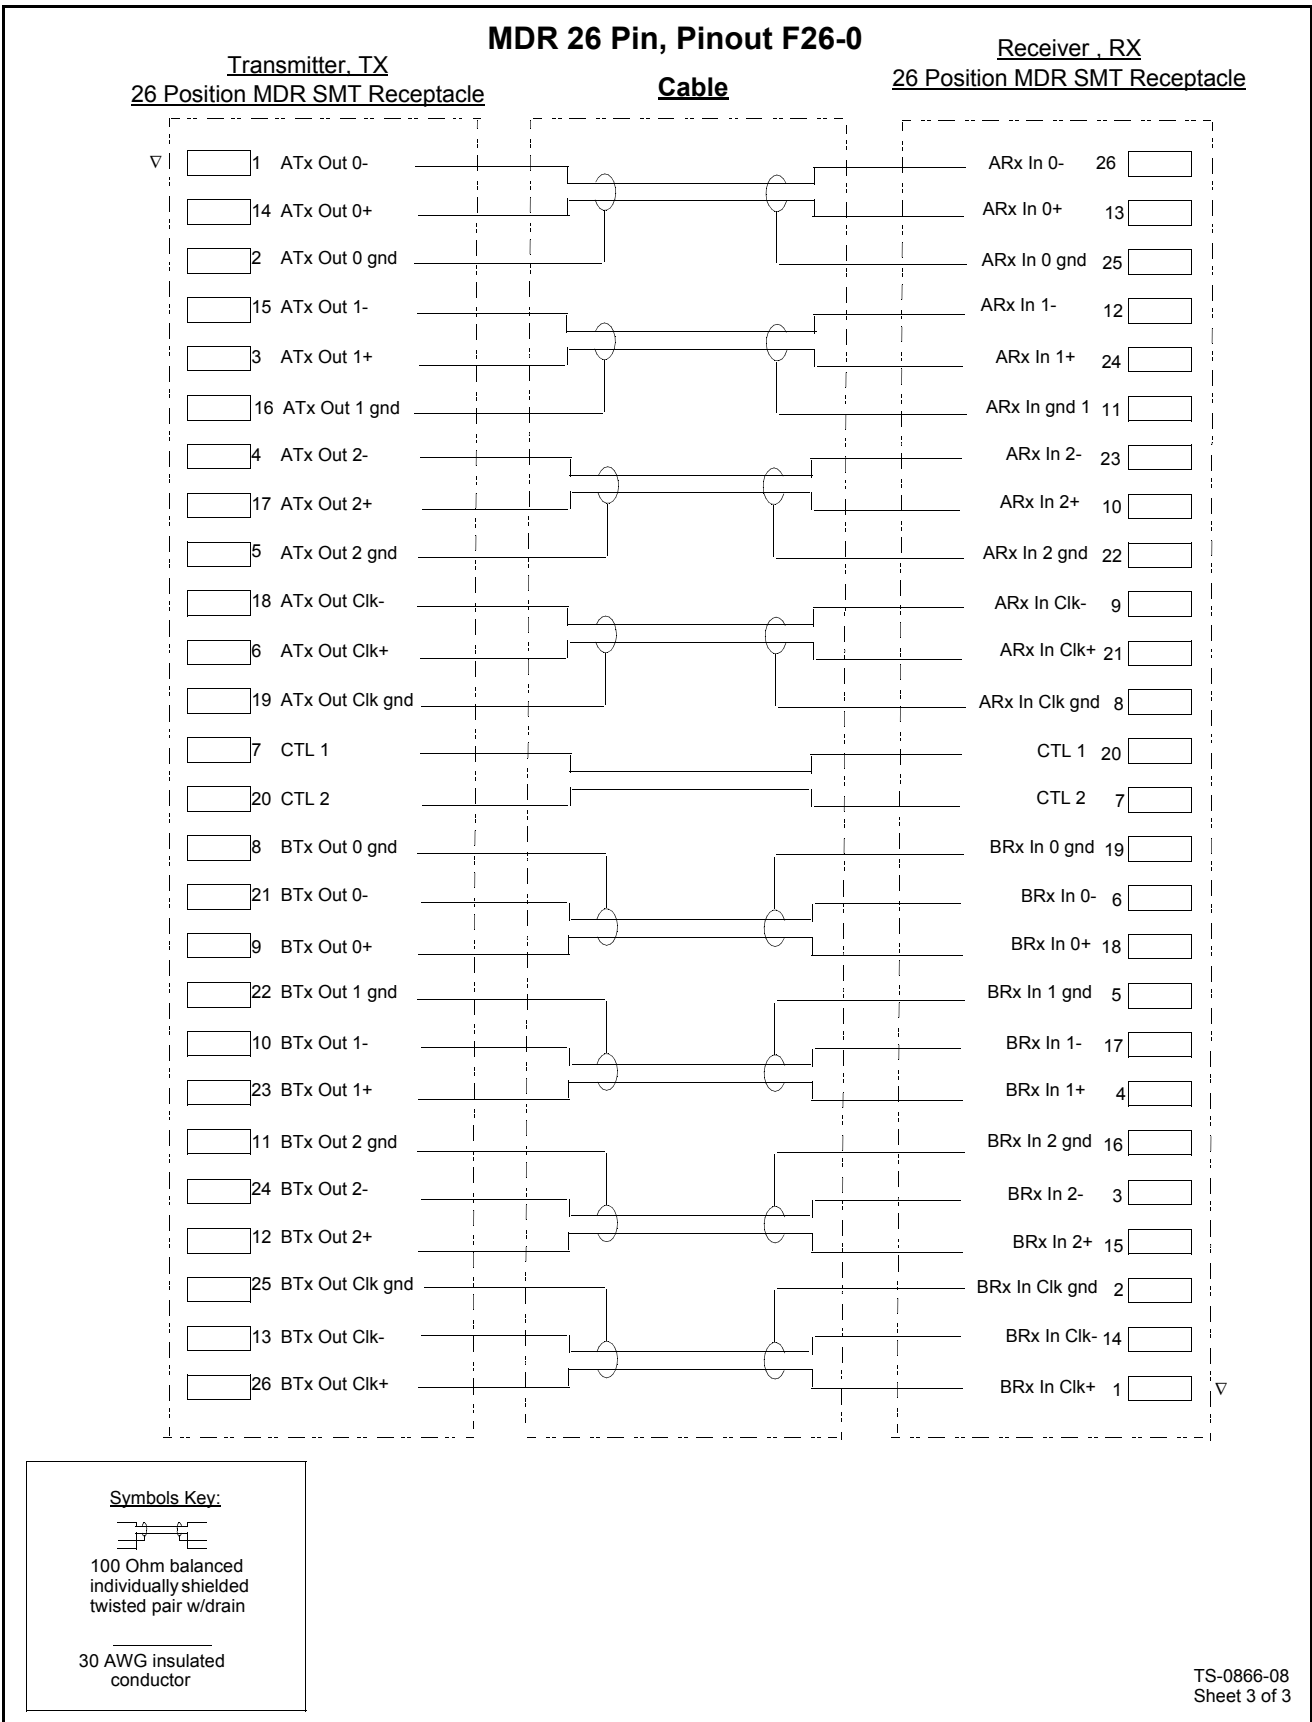 MDR 26 Pin, Pinout F26-0
Transmitter, TX
26 Position MDR SMT Receptacle
Cable
Receiver , RX
26 Position MDR SMT Receptacle
1 ATx Out 0- ARx In 0- 26
14 ATx Out 0+ ARx In 0+ 13
2 ATx Out 0 gnd ARx In 0 gnd 25
15 ATx Out 1- ARx In 1- 12
3 ATx Out 1+ ARx In 1+ 24
16 ATx Out 1 gnd ARx In gnd 1 11
4 ATx Out 2- ARx In 2- 23
17 ATx Out 2+ ARx In 2+ 10
5 ATx Out 2 gnd ARx In 2 gnd 22
18 ATx Out Clk- ARx In Clk- 9
6 ATx Out Clk+ ARx In Clk+ 21
19 ATx Out Clk gnd ARx In Clk gnd 8
7 CTL 1 CTL 1 20
20 CTL 2 CTL 2 7
8 BTx Out 0 gnd BRx In 0 gnd 19
21 BTx Out 0- BRx In 0- 6
9 BTx Out 0+ BRx In 0+ 18
22 BTx Out 1 gnd BRx In 1 gnd 5
10 BTx Out 1- BRx In 1- 17
23 BTx Out 1+ BRx In 1+ 4
11 BTx Out 2 gnd BRx In 2 gnd 16
24 BTx Out 2- BRx In 2- 3
12 BTx Out 2+ BRx In 2+ 15
25 BTx Out Clk gnd BRx In Clk gnd 2
13 BTx Out Clk- BRx In Clk- 14
26 BTx Out Clk+ BRx In Clk+ 1
Symbols Key:
100 Ohm balanced
individually shielded
twisted pair w/drain
30 AWG insulated
conductor
TS-0866-08
Sheet 3 of 3